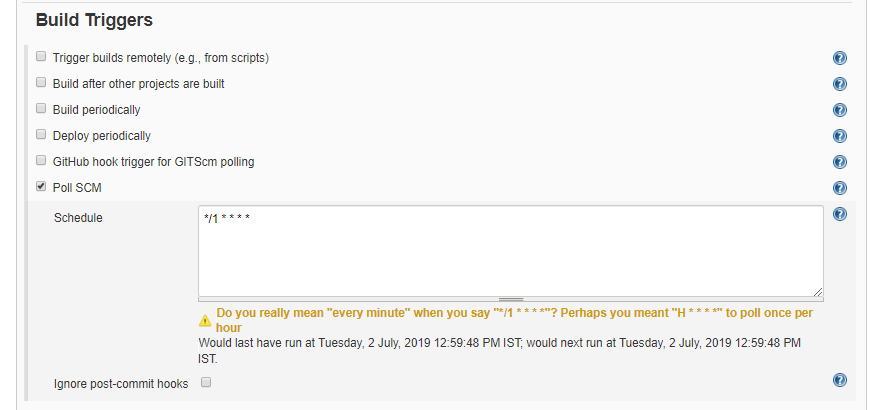 Build Triggers
Trigger builds remotely (e.g., from scripts)
Build after other projects are built
Build periodically
Deploy periodically
GitHub hook trigger for GITScm polling
Poll SCM
Schedule
*/1 * * * *
Do you really mean "every minute" when you say "*/1 * * * *"? Perhaps you meant "H * * * *" to poll once per
hour
Would last have run at Tuesday, 2 July, 2019 12:59:48 PM IST; would next run at Tuesday, 2 July, 2019 12:59:48 PM
IST.
Ignore post-commit hooks